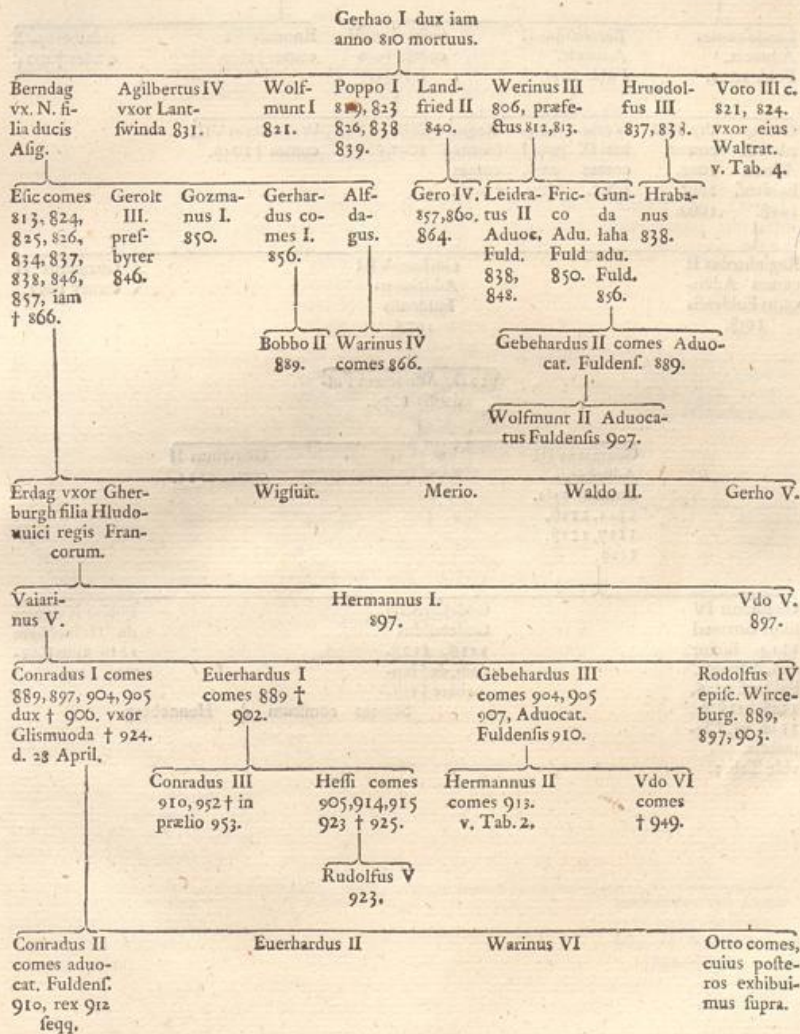 Gerhao I dux iam
anno 810 mortuus.
Berndag
vx. N. fi-
lia ducis
Aſig.
Agilbertus IV
vxor Lant-
ſwinda 831.
Wolf-
munt I
821.
Poppo I
823
826, 838
839.
Land-
fried II
840.
Werinus III
806, præfe-
ctus 812, 813.
Hruodol-
fus III
837, 838.
Voto III c.
821, 824.
vxor eius
Waltrat.
v. Tab. 4.
Eſic comes
813, 824,
825, 826,
834, 837,
838, 846,
857, iam
† 866.
Gerolt
III.
preſ-
byter
846.
Gozma-
nus I.
850.
Gerhar-
dus co-
mes I.
856.
Alf-
da-
gus.
Gero IV.
857, 860.
864.
Leidra-
tus II
Aduoc.
Fuld.
838,
848.
Fric-
co
Adu.
Fuld
850.
Gun-
da
laha
adu.
Fuld.
856.
Hraba-
nus
838.
Bobbo II
889.
Warinus IV
comes 866.
Gebehardus II comes Aduo-
cat. Fuldenſ. 889.
Wolfmunt II Aduoca-
tus Fuldenſis 907.
Erdag vxor Gher-
burgh filia Hludo-
uuici regis Fran-
corum.
Wigſuit.
Merio.
Waldo II.
Gerho V.
Vaiari-
nus V.
Hermannus I.
897.
Vdo V.
897.
Conradus I comes
889, 897, 904, 905
dux † 906. vxor
Glismuoda † 924.
d. 28 April.
Euerhardus I
comes 889 †
902.
Gebehardus III
comes 904, 905
907, Aduocat.
Fuldenſis 910.
Rodolfus IV
epiſc. Wirce-
burg. 889,
897, 903.
Conradus III
910, 952 † in
prælio 953.
Heſſi comes
905, 914, 915
923 † 925.
Hermannus II
comes 913.
v. Tab. 2.
Vdo VI
comes
† 949.
Rudolfus V
923.
Conradus II
comes aduo-
cat. Fuldenſ.
910, rex 912
ſeqq.
Euerhardus II
Warinus VI
Otto comes,
cuius poſte-
ros exhibui-
mus ſupra.